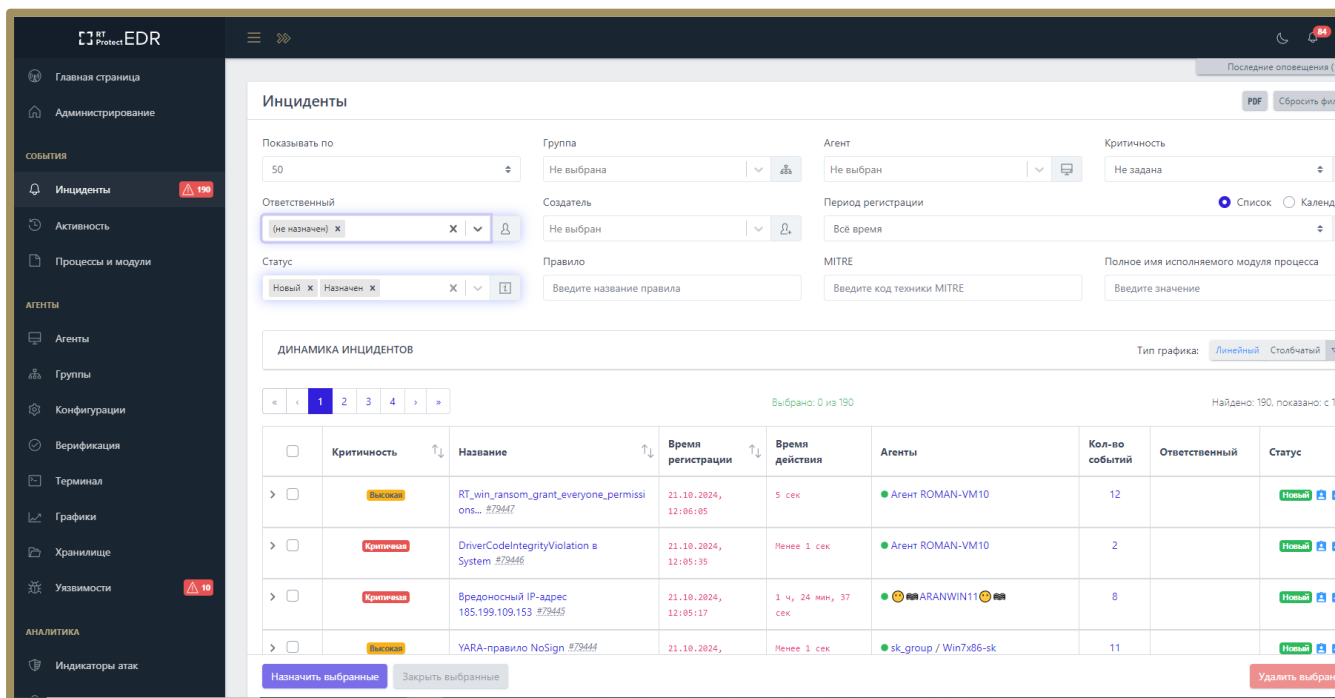 RT Protect EDR
84
Главная страница
Администрирование
СОБЫТИЯ
Инциденты 190
Активность
Процессы и модули
АГЕНТЫ
Агенты
Группы
Конфигурации
Верификация
Терминал
Графики
Хранилище
Уязвимости 10
АНАЛИТИКА
Индикаторы атак
Последние оповещения (
Инциденты PDF Сбросить фил
Показывать по Группа Агент Критичность
50 Не выбрана Не выбран Не задана
Ответственный Создатель Период регистрации Список Календ
(не назначен) x Не выбран Всё время
Статус Правило MITRE Полное имя исполняемого модуля процесса
Новый x Назначен x Введите название правила Введите код техники MITRE Введите значение
ДИНАМИКА ИНЦИДЕНТОВ Тип графика: Линейный Столбчатый
« ‹ 1 2 3 4 › » Выбрано: 0 из 190 Найдено: 190, показано: с 1
Критичность Название Время регистрации Время действия Агенты Кол-во событий Ответственный Статус
Высокая RT_win_ransom_grant_everyone_permissi 21.10.2024, 5 сек Агент ROMAN-VM10 12 Новый
ons... #79447 12:06:05
Критичная DriverCodeIntegrityViolation в 21.10.2024, Менее 1 сек Агент ROMAN-VM10 2 Новый
System #79446 12:05:35
Критичная Вредоносный IP-адрес 21.10.2024, 1 ч, 24 мин, 37 ARANWIN11 8 Новый
185.199.109.153 #79445 12:05:17 сек
Высокая YARA-правило NoSign #79444 21.10.2024, Менее 1 сек sk_group / Win7x86-sk 11 Новый
Назначить выбранные Закрыть выбранные Удалить выбран